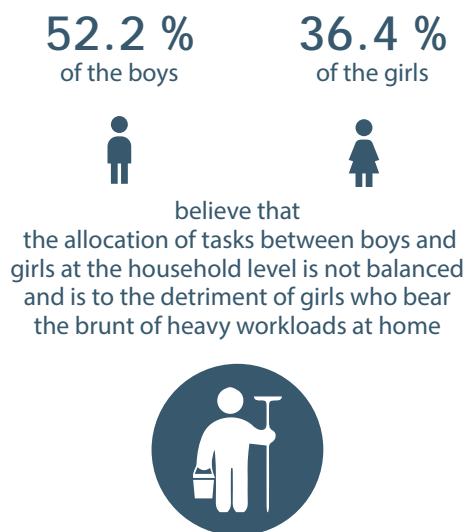 52.2 % 36.4 %
of the boys of the girls
believe that
the allocation of tasks between boys and
girls at the household level is not balanced
and is to the detriment of girls who bear
the brunt of heavy workloads at home